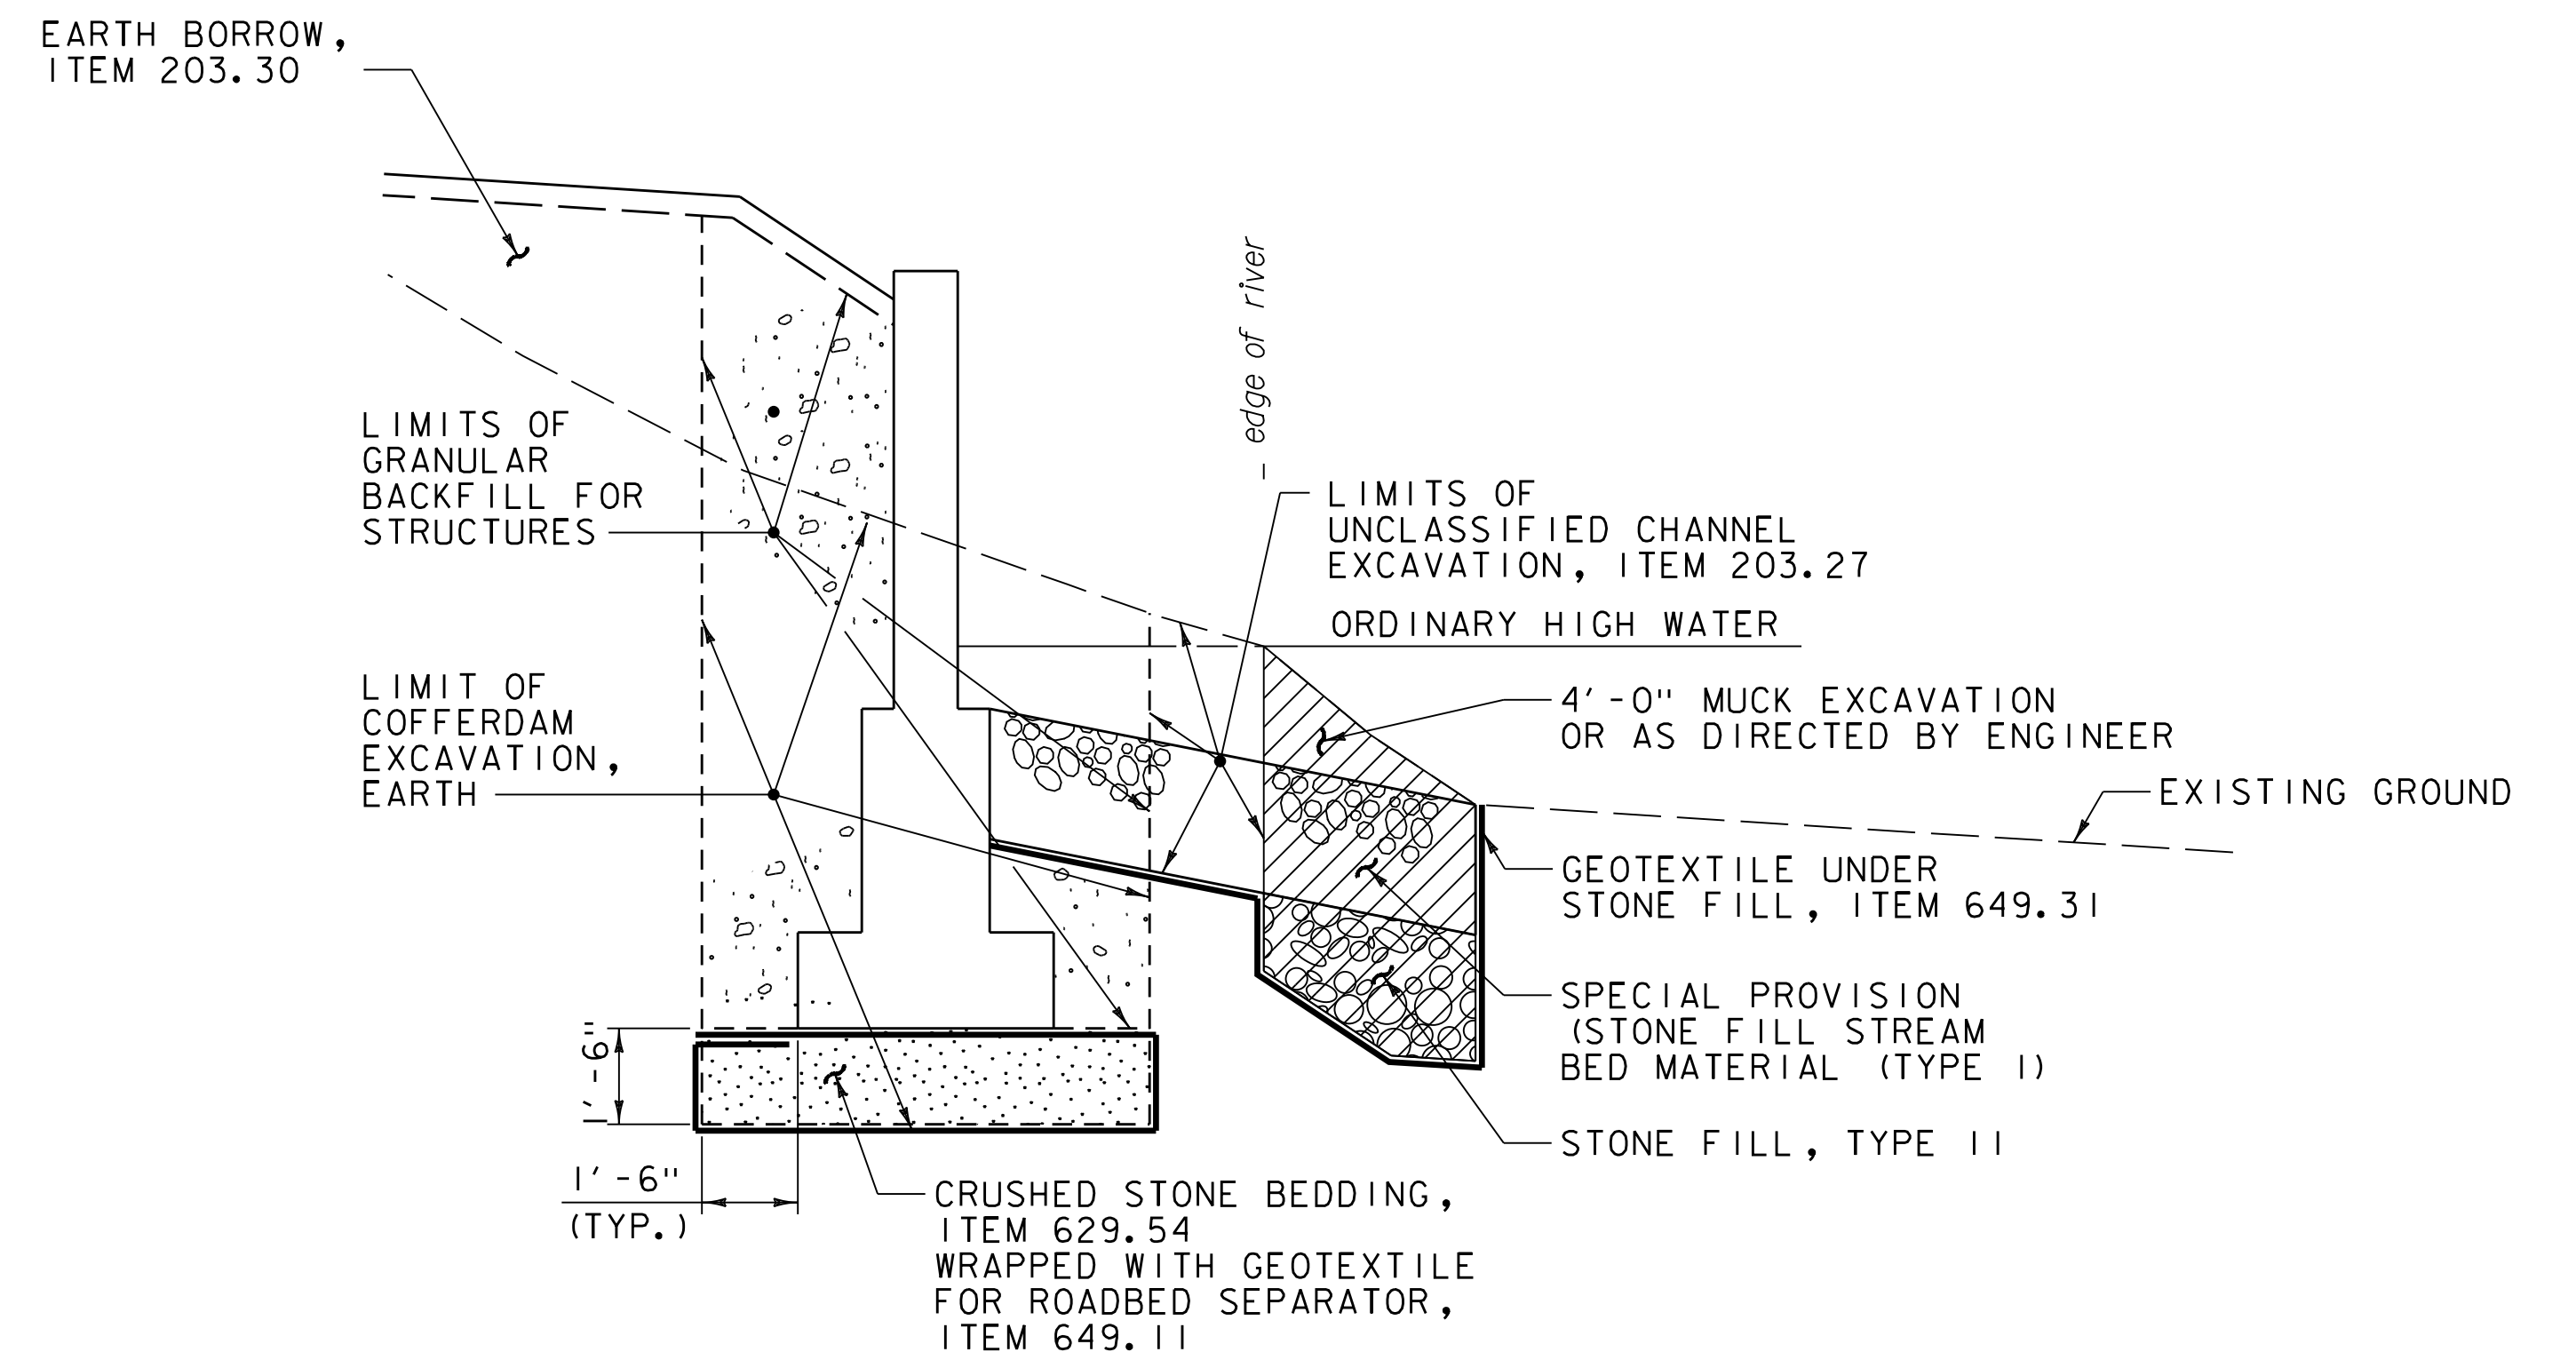 EARTH BORROW,
ITEM 203.30
edge of river
LIMITS OF
GRANULAR
BACKFILL FOR
STRUCTURES
LIMITS OF
UNCLASSIFIED CHANNEL
EXCAVATION, ITEM 203.27
ORDINARY HIGH WATER
LIMIT OF
COFFERDAM
EXCAVATION,
EARTH
4'-0" MUCK EXCAVATION
OR AS DIRECTED BY ENGINEER
EXISTING GROUND
GEOTEXTILE UNDER
STONE FILL, ITEM 649.31
SPECIAL PROVISION
(STONE FILL STREAM
BED MATERIAL (TYPE I)
STONE FILL, TYPE II
1'-6"
1'-6"
(TYP.)
CRUSHED STONE BEDDING,
ITEM 629.54
WRAPPED WITH GEOTEXTILE
FOR ROADBED SEPARATOR,
ITEM 649.11